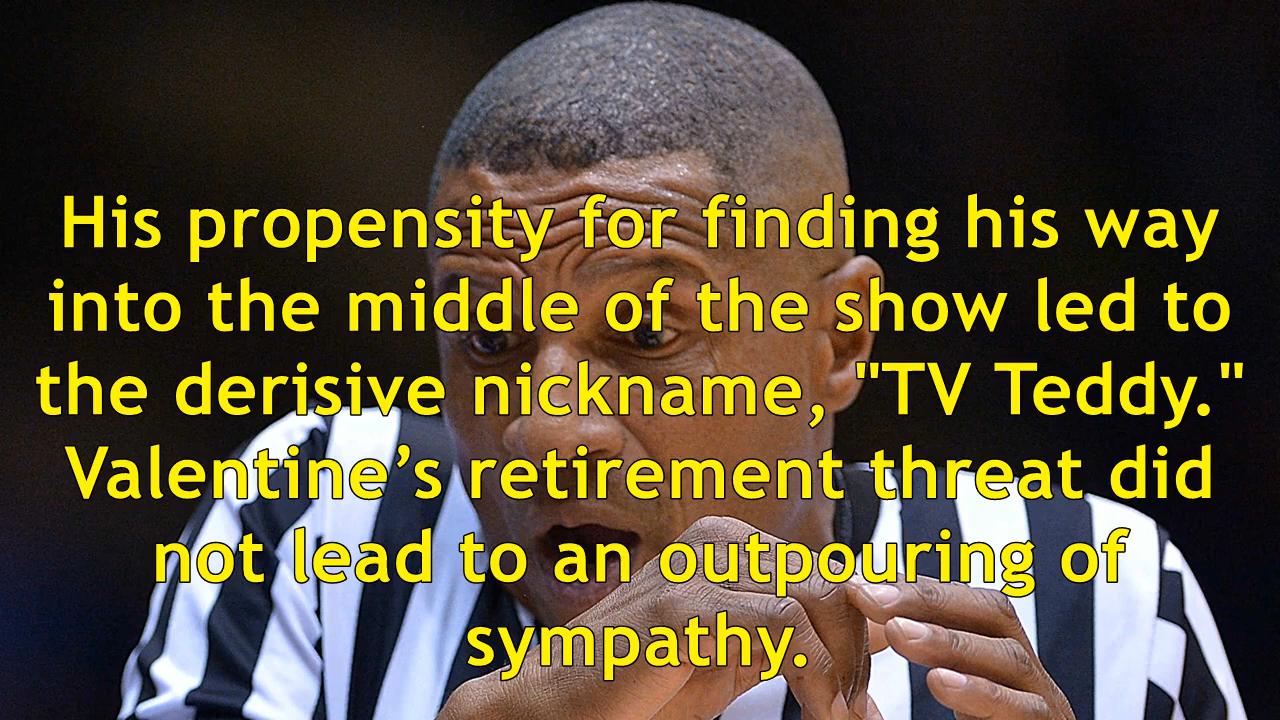 His propensity for finding his way
into the middle of the show led to
the derisive nickname, "TV Teddy."
Valentine’s retirement threat did
not lead to an outpouring of
sympathy.